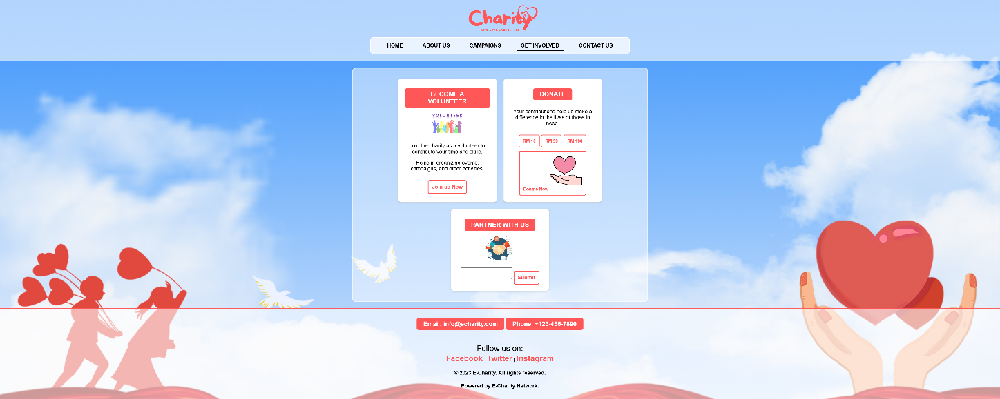 Charity
HOME ABOUT US CAMPAIGNS GET INVOLVED CONTACT US
BECOME A
VOLUNTEER
VOLUNTEER
Join the charity as a volunteer to
contribute your time and skills.
Helps in organizing events,
campaigns, and other activities.
Join us Now
DONATE
Your contributions help us make a
difference in the lives of those in
need
RM 10 RM 50 RM 100
Donate Now
PARTNER WITH US
Submit
Email: info@echarity.com Phone: +123-456-7890
Follow us on:
Facebook | Twitter | Instagram
© 2023 E-Charity. All rights reserved.
Powered by E-Charity Network.